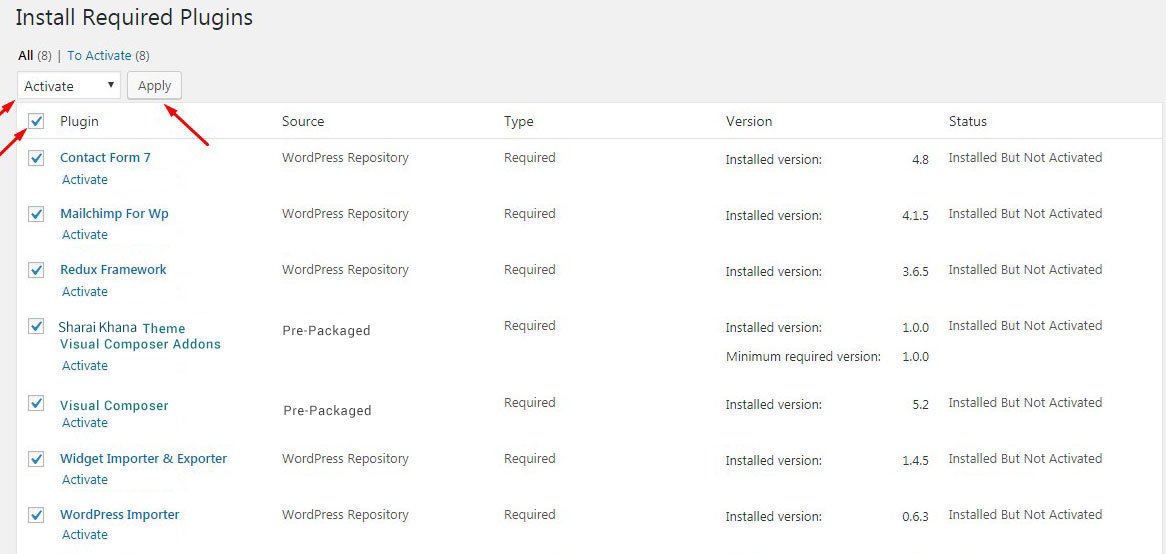 Install Required Plugins
All (8) | To Activate (8)
Activate Apply
Plugin Source Type Version Status
Contact Form 7 WordPress Repository Required Installed version: 4.8 Installed But Not Activated
Activate
Mailchimp For Wp WordPress Repository Required Installed version: 4.1.5 Installed But Not Activated
Activate
Redux Framework WordPress Repository Required Installed version: 3.6.5 Installed But Not Activated
Activate
Sharai Khana Theme Pre-Packaged Required Installed version: 1.0.0 Installed But Not Activated
Visual Composer Addons Minimum required version: 1.0.0
Activate
Visual Composer Pre-Packaged Required Installed version: 5.2 Installed But Not Activated
Activate
Widget Importer & Exporter WordPress Repository Required Installed version: 1.4.5 Installed But Not Activated
Activate
WordPress Importer WordPress Repository Required Installed version: 0.6.3 Installed But Not Activated
Activate